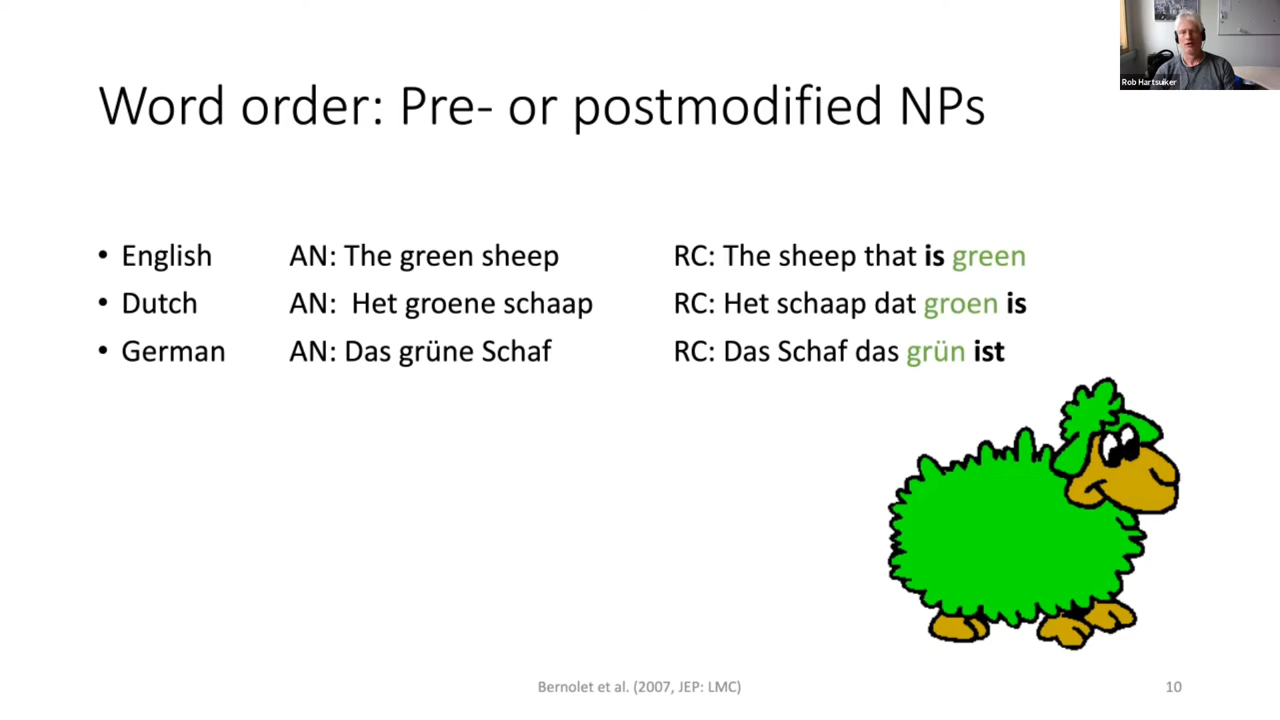 Rob Hartsuiker
Word order: Pre- or postmodified NPs
• English AN: The green sheep RC: The sheep that is green
• Dutch AN: Het groene schaap RC: Het schaap dat groen is
• German AN: Das grüne Schaf RC: Das Schaf das grün ist
Bernolet et al. (2007, JEP: LMC)
10